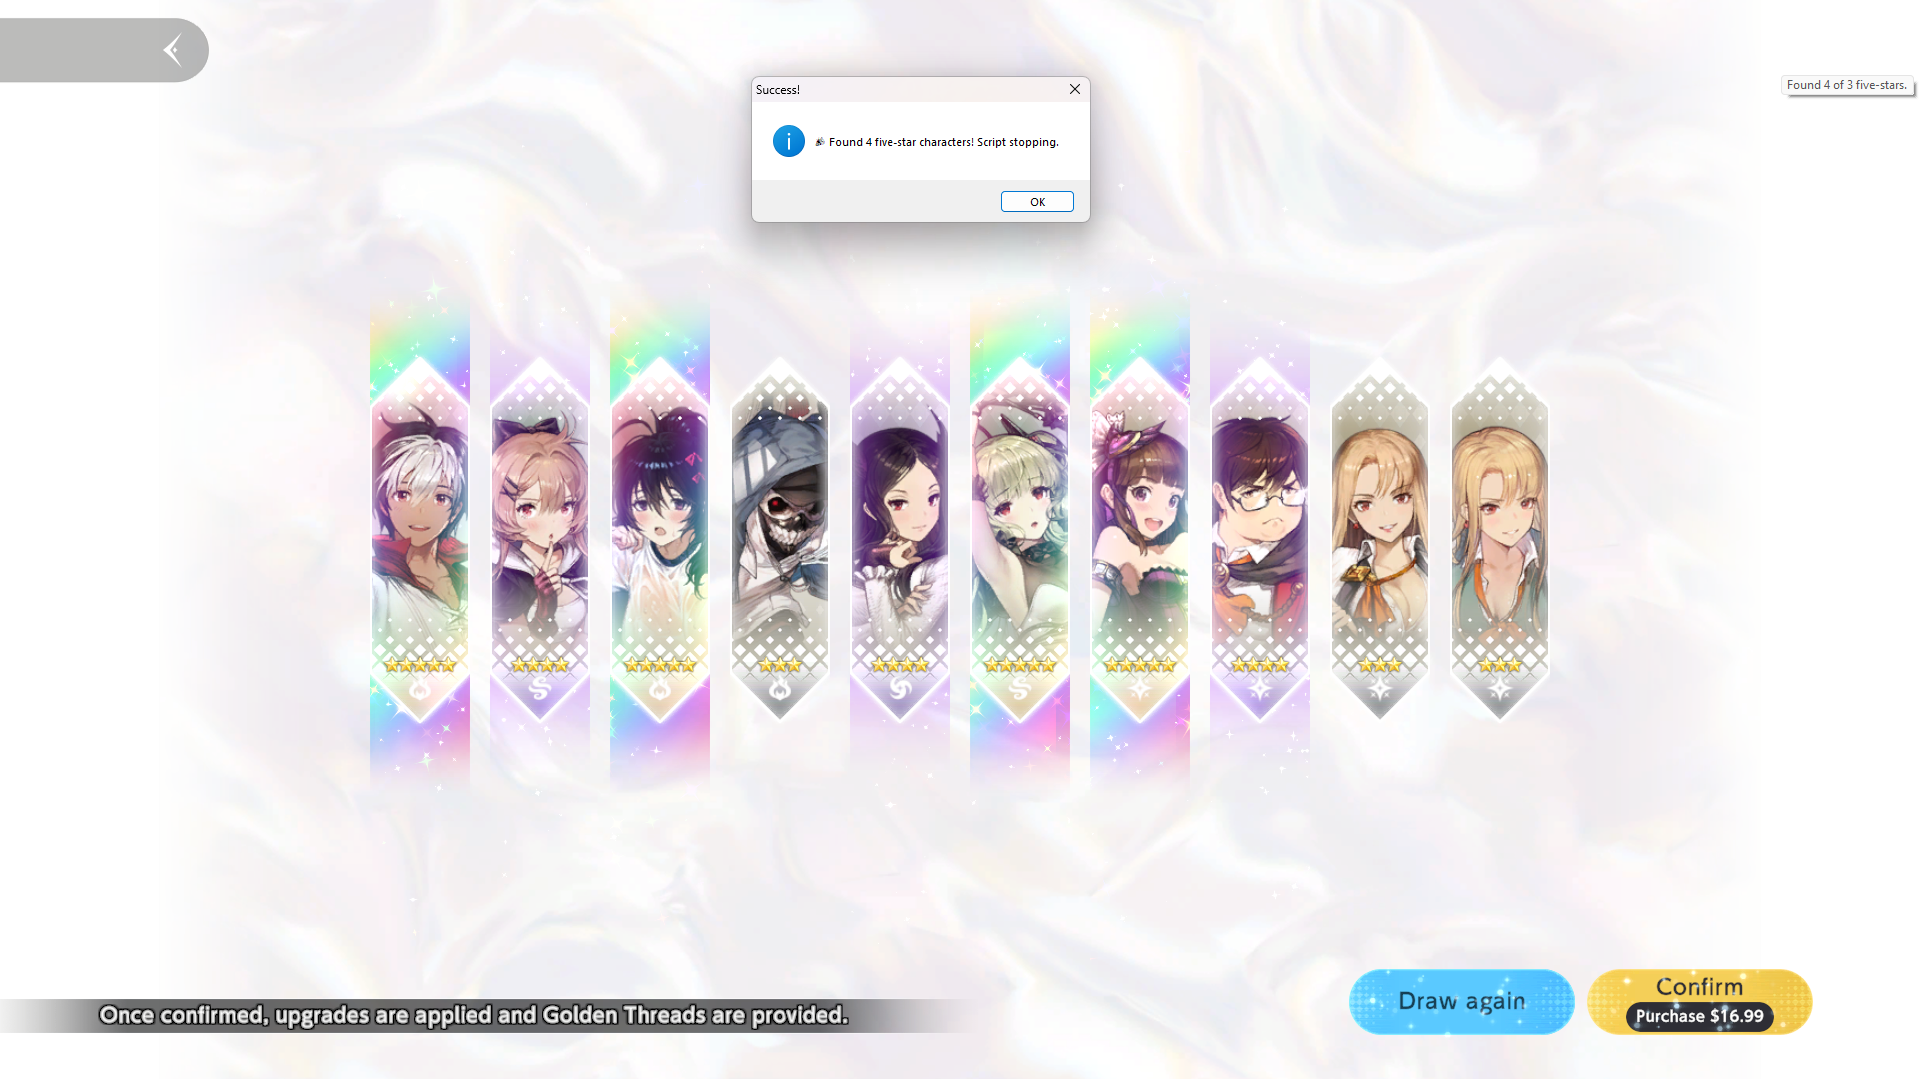 Success!
Found 4 of 3 five-stars.
Found 4 five-star characters! Script stopping.
OK
Once confirmed, upgrades are applied and Golden Threads are provided.
Draw again
Confirm
Purchase $16.99